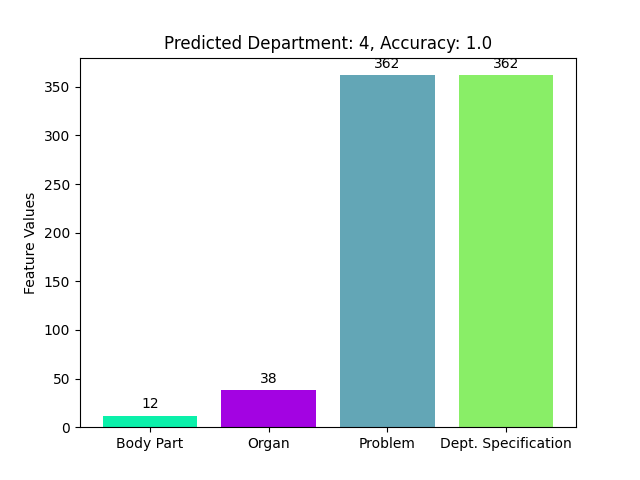 Predicted Department: 4, Accuracy: 1.0
Feature Values
350
300
250
200
150
100
50
0
12
38
362
362
Body Part
Organ
Problem
Dept. Specification